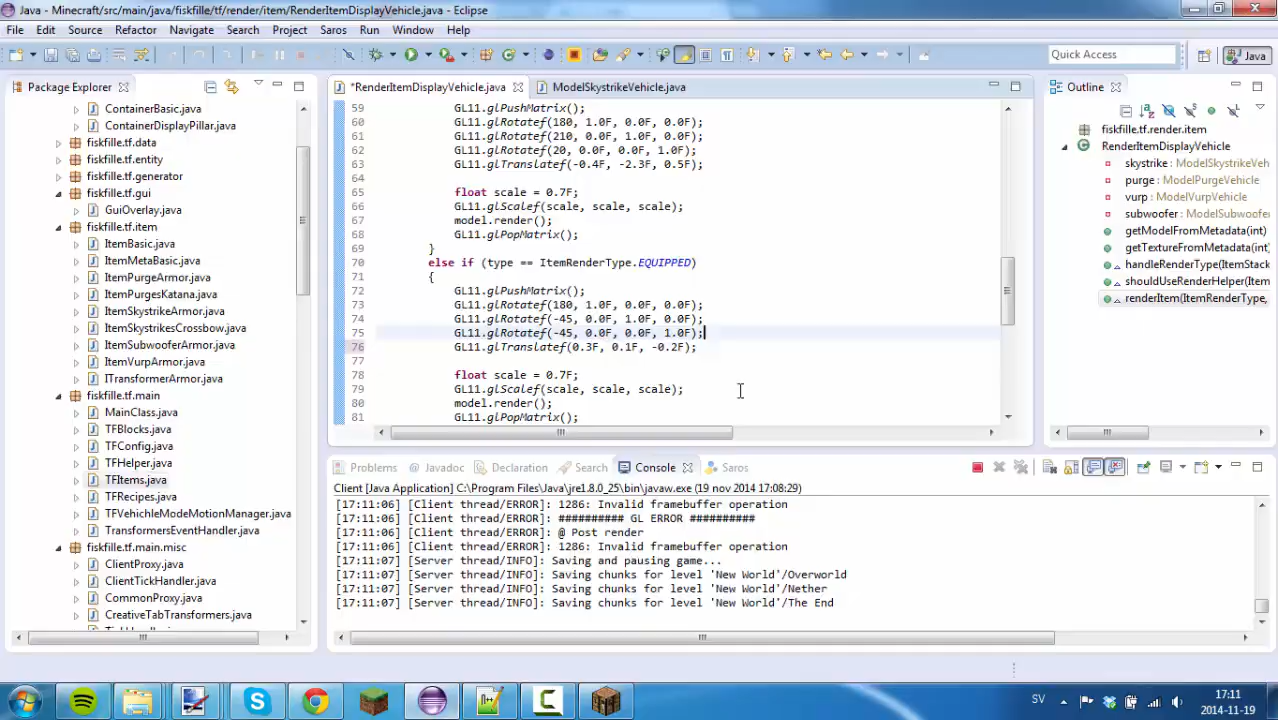 Java - Minecraft/src/main/java/fiskfille/tf/render/item/RenderItemDisplayVehicle.java - Eclipse
File Edit Source Refactor Navigate Search Project Saros Run Window Help
Quick Access
Java
Package Explorer
ContainerBasic.java
ContainerDisplayPillar.java
fiskfille.tf.data
fiskfille.tf.entity
fiskfille.tf.generator
fiskfille.tf.gui
GuiOverlay.java
fiskfille.tf.item
ItemBasic.java
ItemMetaBasic.java
ItemPurgeArmor.java
ItemPurgesKatana.java
ItemSkystrikeArmor.java
ItemSkystrikesCrossbow.java
ItemSubwooferArmor.java
ItemVurpArmor.java
ITransformerArmor.java
fiskfille.tf.main
MainClass.java
TFBlocks.java
TFConfig.java
TFHelper.java
TFItems.java
TFRecipes.java
TFVehichleModeMotionManager.java
TransformersEventHandler.java
fiskfille.tf.main.misc
ClientProxy.java
ClientTickHandler.java
CommonProxy.java
CreativeTabTransformers.java
*RenderItemDisplayVehicle.java
ModelSkystrikeVehicle.java
59 GL11.glPushMatrix();
60 GL11.glRotatef(180, 1.0F, 0.0F, 0.0F);
61 GL11.glRotatef(210, 0.0F, 1.0F, 0.0F);
62 GL11.glRotatef(20, 0.0F, 0.0F, 1.0F);
63 GL11.glTranslatef(-0.4F, -2.3F, 0.5F);
64
65 float scale = 0.7F;
66 GL11.glScalef(scale, scale, scale);
67 model.render();
68 GL11.glPopMatrix();
69 }
70 else if (type == ItemRenderType.EQUIPPED)
71 {
72 GL11.glPushMatrix();
73 GL11.glRotatef(180, 1.0F, 0.0F, 0.0F);
74 GL11.glRotatef(-45, 0.0F, 1.0F, 0.0F);
75 GL11.glRotatef(-45, 0.0F, 0.0F, 1.0F);
76 GL11.glTranslatef(0.3F, 0.1F, -0.2F);
77
78 float scale = 0.7F;
79 GL11.glScalef(scale, scale, scale);
80 model.render();
81 GL11.glPopMatrix();
Outline
fiskfille.tf.render.item
RenderItemDisplayVehicle
skystrike : ModelSkystrikeVeh
purge : ModelPurgeVehicle
vurp : ModelVurpVehicle
subwoofer : ModelSubwoofer
getModelFromMetadata(int)
getTextureFromMetadata(int)
handleRenderType(ItemStack
shouldUseRenderHelper(Item
renderItem(ItemRenderType,
Problems Javadoc Declaration Search Console Saros
Client [Java Application] C:\Program Files\Java\jre1.8.0_25\bin\javaw.exe (19 nov 2014 17:08:29)
[17:11:06] [Client thread/ERROR]: 1286: Invalid framebuffer operation
[17:11:06] [Client thread/ERROR]: ########## GL ERROR ##########
[17:11:06] [Client thread/ERROR]: @ Post render
[17:11:06] [Client thread/ERROR]: 1286: Invalid framebuffer operation
[17:11:07] [Server thread/INFO]: Saving and pausing game...
[17:11:07] [Server thread/INFO]: Saving chunks for level 'New World'/Overworld
[17:11:07] [Server thread/INFO]: Saving chunks for level 'New World'/Nether
[17:11:07] [Server thread/INFO]: Saving chunks for level 'New World'/The End
SV
17:11
2014-11-19